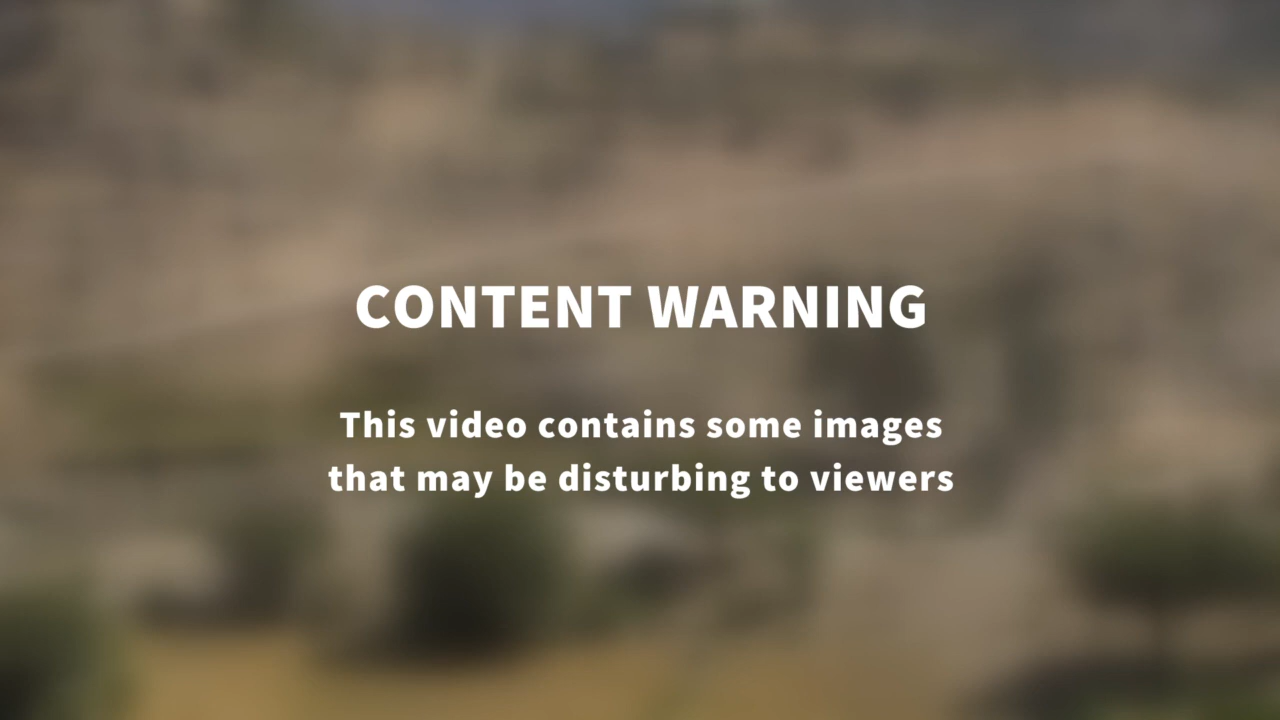 CONTENT WARNING
This video contains some images
that may be disturbing to viewers